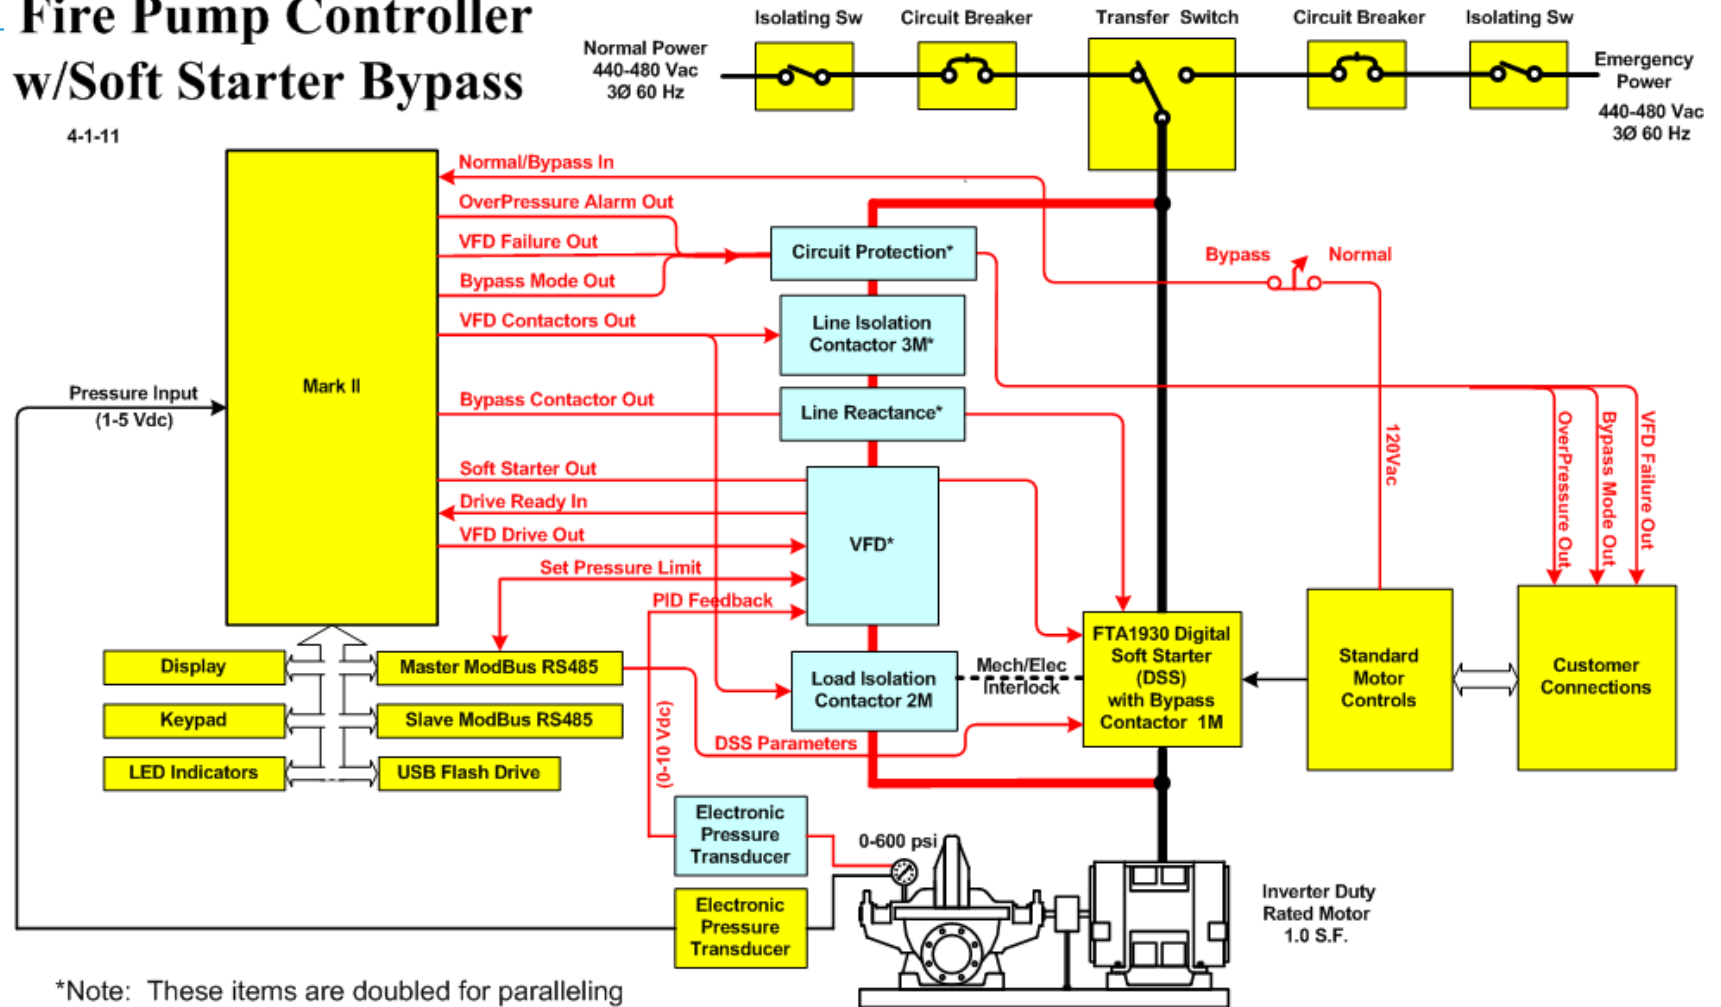 Fire Pump Controller
w/Soft Starter Bypass
4-1-11
Isolating Sw
Circuit Breaker
Transfer Switch
Circuit Breaker
Isolating Sw
Normal Power
440-480 Vac
3Ø 60 Hz
Emergency
Power
440-480 Vac
3Ø 60 Hz
Mark II
Pressure Input
(1-5 Vdc)
Normal/Bypass In
OverPressure Alarm Out
VFD Failure Out
Bypass Mode Out
VFD Contactors Out
Bypass Contactor Out
Soft Starter Out
Drive Ready In
VFD Drive Out
Set Pressure Limit
PID Feedback
Circuit Protection*
Line Isolation
Contactor 3M*
Line Reactance*
VFD*
Load Isolation
Contactor 2M
Mech/Elec
Interlock
Bypass
Normal
120Vac
OverPressure Out
Bypass Mode Out
VFD Failure Out
FTA1930 Digital
Soft Starter
(DSS)
with Bypass
Contactor 1M
Standard
Motor
Controls
Customer
Connections
Display
Keypad
LED Indicators
Master ModBus RS485
Slave ModBus RS485
USB Flash Drive
(0-10 Vdc)
DSS Parameters
Electronic
Pressure
Transducer
Electronic
Pressure
Transducer
0-600 psi
Inverter Duty
Rated Motor
1.0 S.F.
*Note: These items are doubled for paralleling